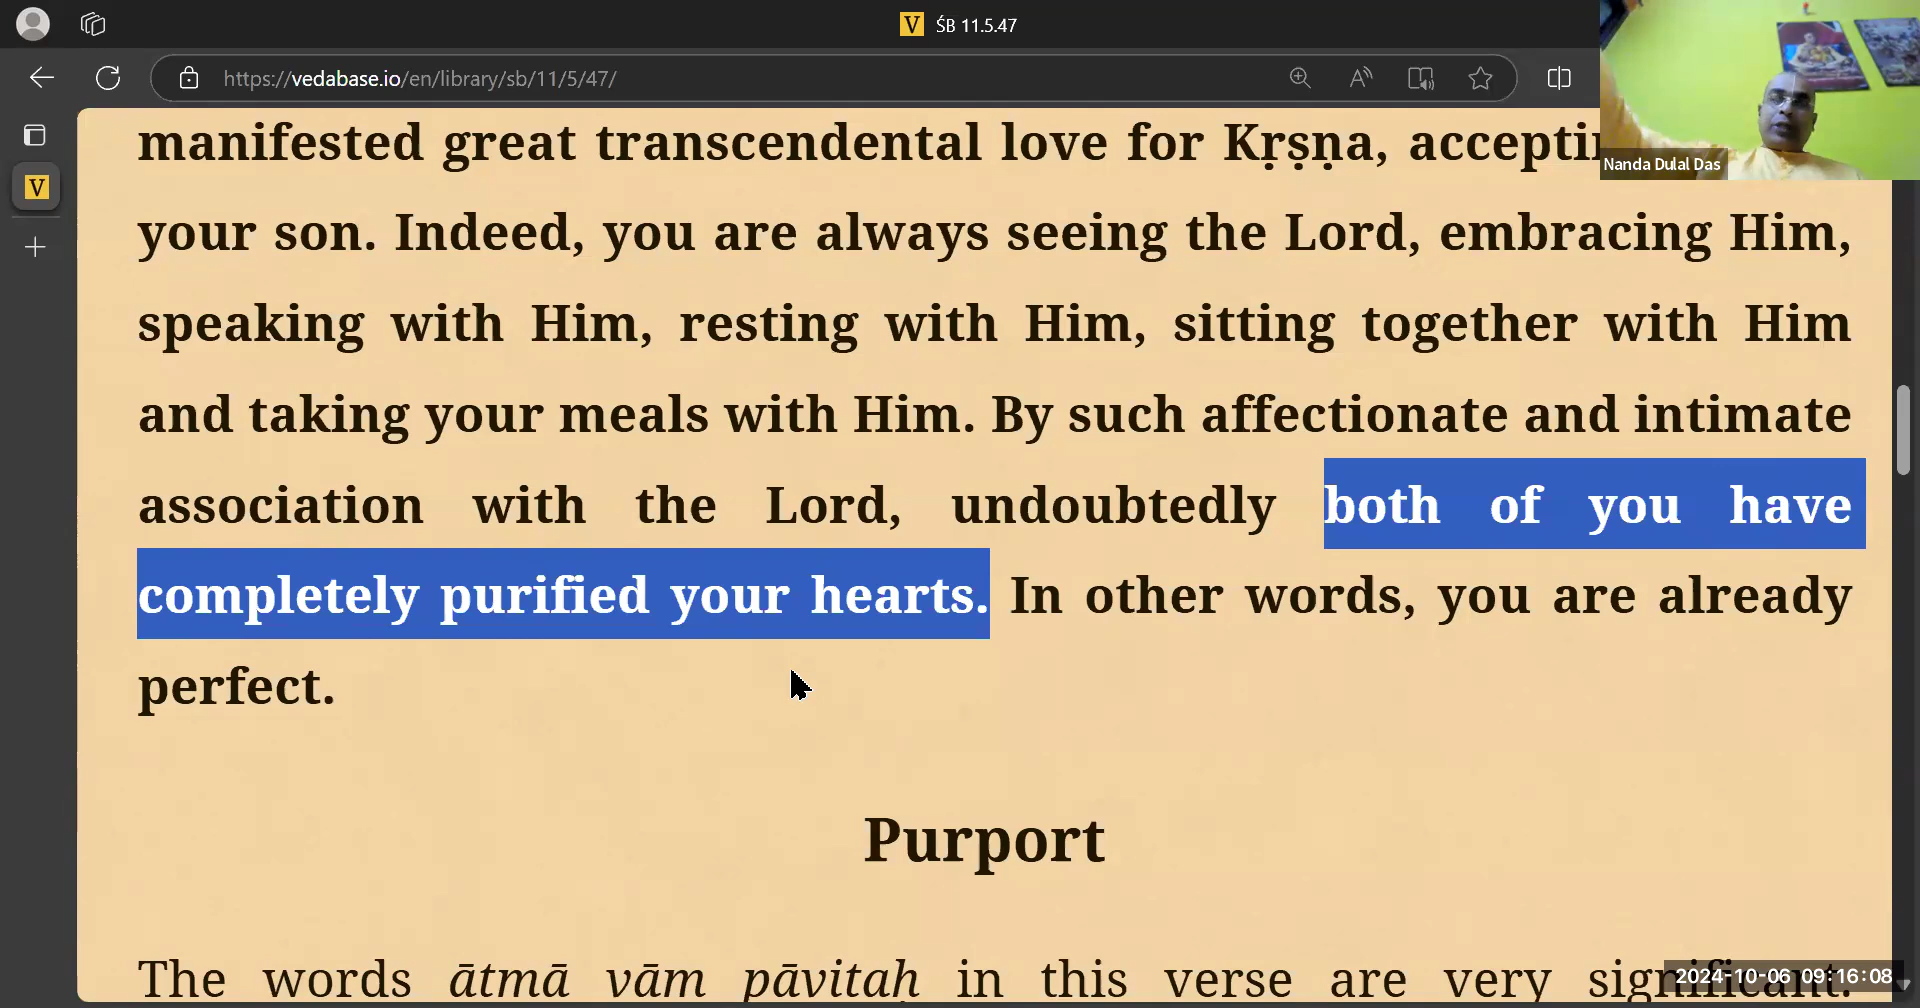 V ŚB 11.5.47
https://vedabase.io/en/library/sb/11/5/47/
V
Nanda Dulal Das
manifested great transcendental love for Kṛṣṇa,
your son. Indeed, you are always seeing the Lord, embracing Him,
speaking with Him, resting with Him, sitting together with Him
and taking your meals with Him. By such affectionate and intimate
association with the Lord, undoubtedly both of you have
completely purified your hearts. In other words, you are already
perfect.
Purport
The words ātmā vām pāvitaḥ in this verse are very significant.
2024-10-06 09:16:08